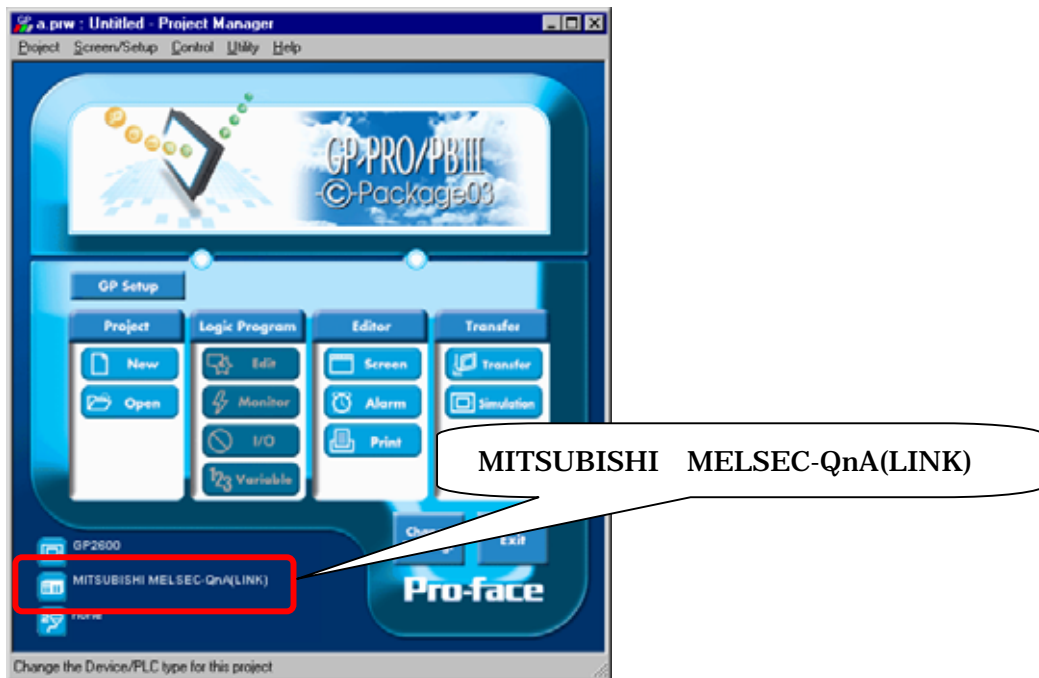 a.prw : Untitled - Project Manager
Project Screen/Setup Control Utility Help
GP-PRO/PBIII
-C-Package03
GP Setup
Project Logic Program Editor Transfer
New Edit Screen Transfer
Open Monitor Alarm Simulation
I/O Print
123 Variable
MITSUBISHI MELSEC-QnA(LINK)
Exit
GP2600
MITSUBISHI MELSEC-QnA(LINK)
Pro-face
Change the Device/PLC type for this project